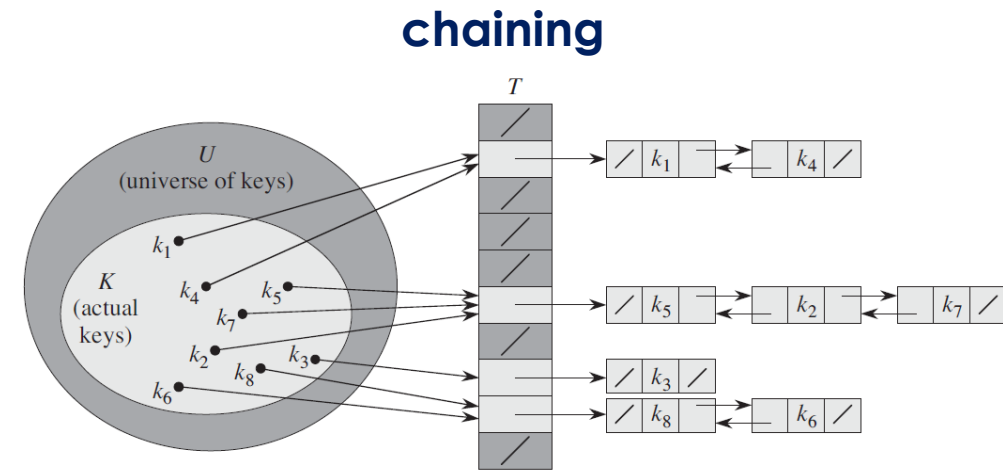 chaining
T
U
(universe of keys)
k1
k1 k4
K
(actual
keys)
k4 k5
k7
k5 k2 k7
k2 k8 k3
k6
k3
k8 k6